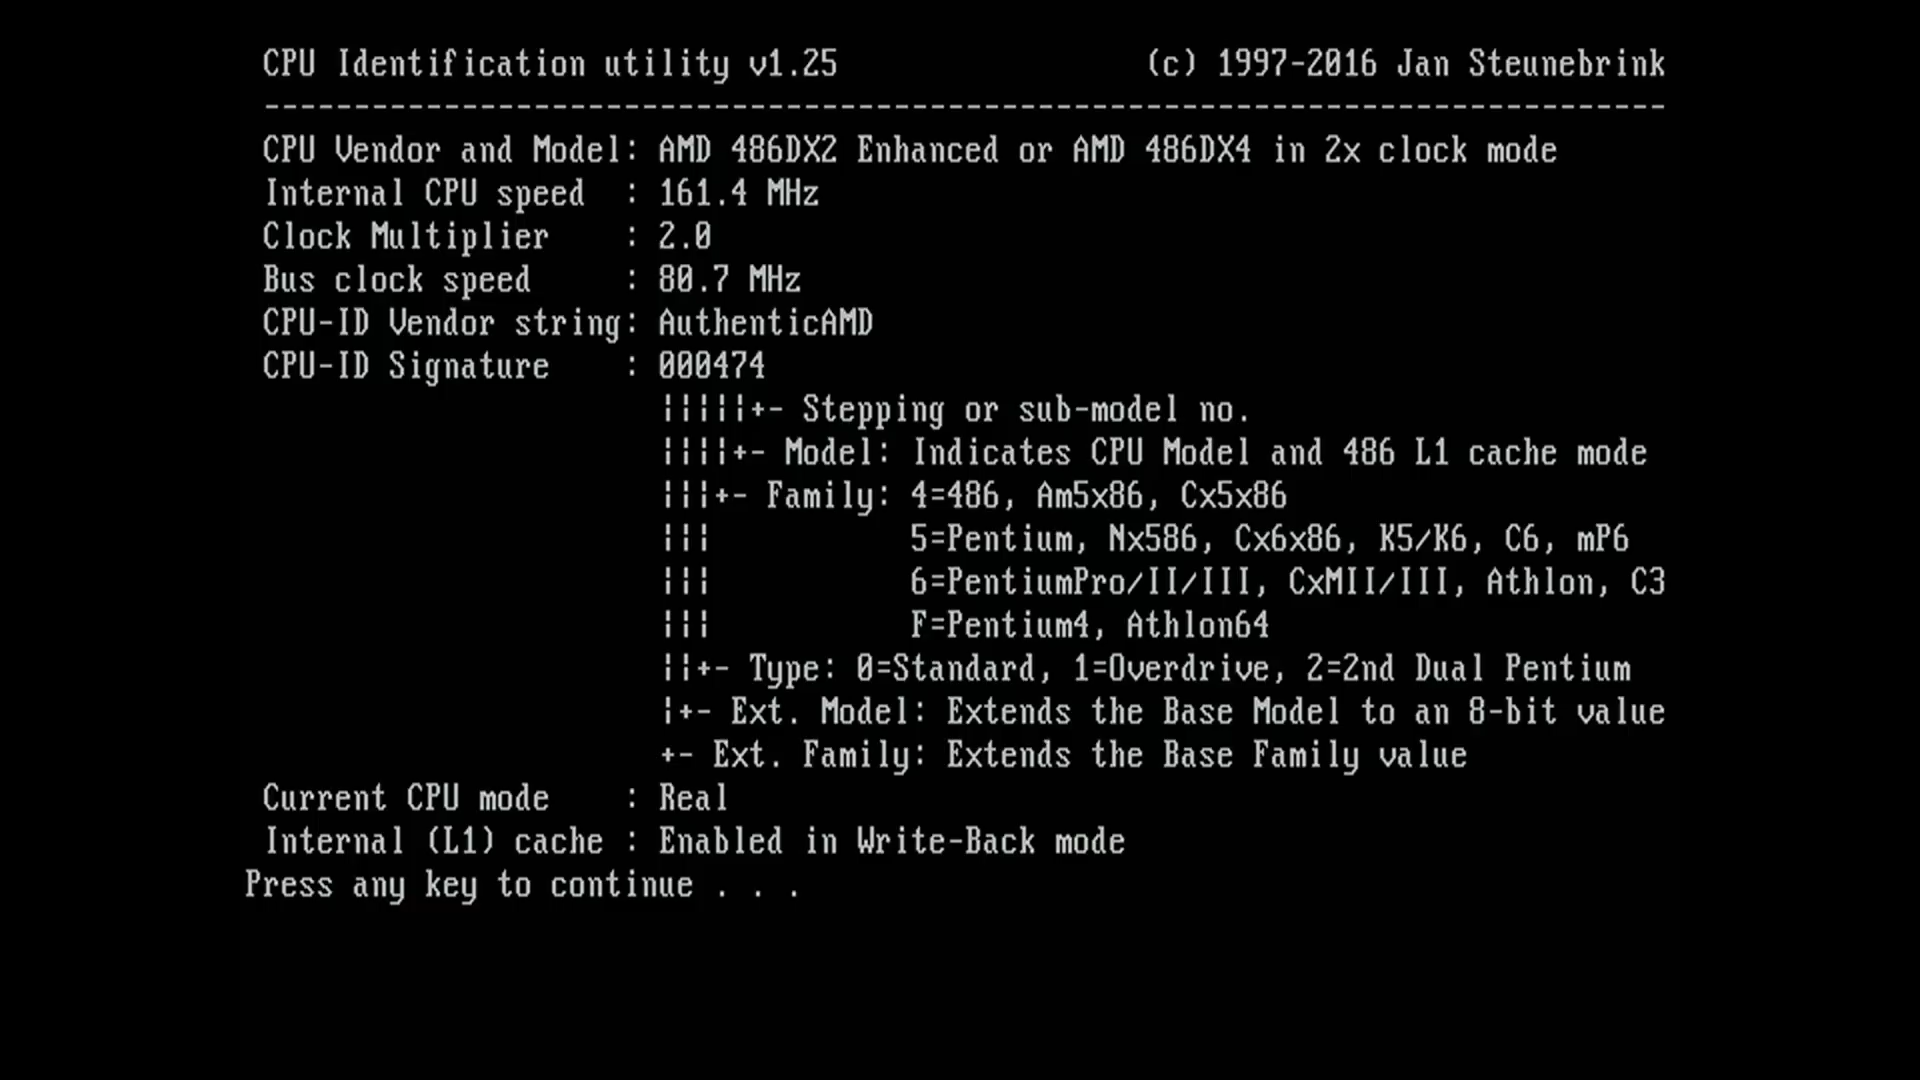 CPU Identification utility v1.25 (c) 1997-2016 Jan Steunebrink
------------------------------------------------------------------------------
CPU Vendor and Model: AMD 486DX2 Enhanced or AMD 486DX4 in 2x clock mode
Internal CPU speed : 161.4 MHz
Clock Multiplier : 2.0
Bus clock speed : 80.7 MHz
CPU-ID Vendor string: AuthenticAMD
CPU-ID Signature : 000474
|||||+- Stepping or sub-model no.
||||+- Model: Indicates CPU Model and 486 L1 cache mode
|||+- Family: 4=486, Am5x86, Cx5x86
||| 5=Pentium, Nx586, Cx6x86, K5/K6, C6, mP6
||| 6=PentiumPro/II/III, CxMII/III, Athlon, C3
||| F=Pentium4, Athlon64
||+- Type: 0=Standard, 1=Overdrive, 2=2nd Dual Pentium
|+- Ext. Model: Extends the Base Model to an 8-bit value
+- Ext. Family: Extends the Base Family value
Current CPU mode : Real
Internal (L1) cache : Enabled in Write-Back mode
Press any key to continue . . .